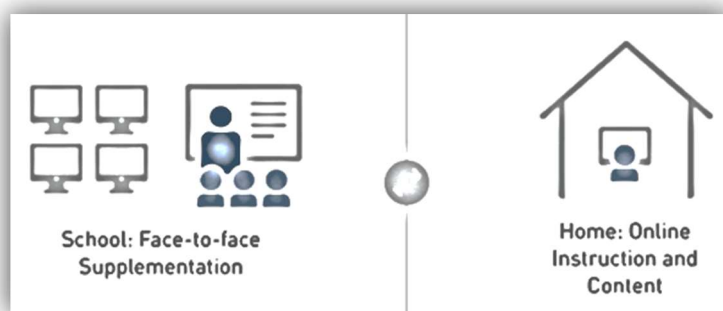 School: Face-to-face
Supplementation
Home: Online
Instruction and
Content